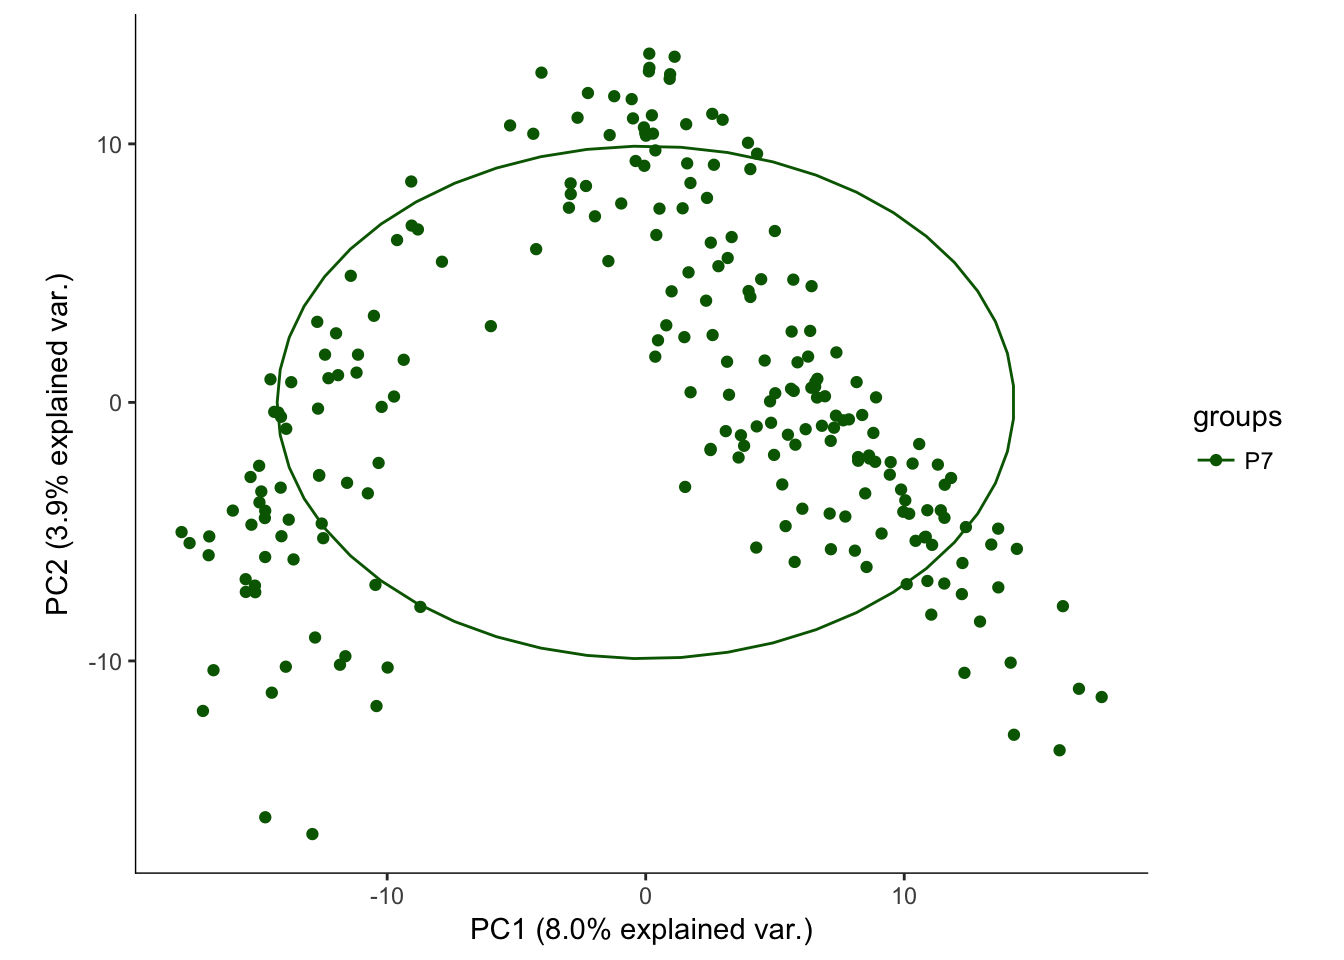 10
0
-10
-10
0
10
PC1 (8.0% explained var.)
PC2 (3.9% explained var.)
groups
P7